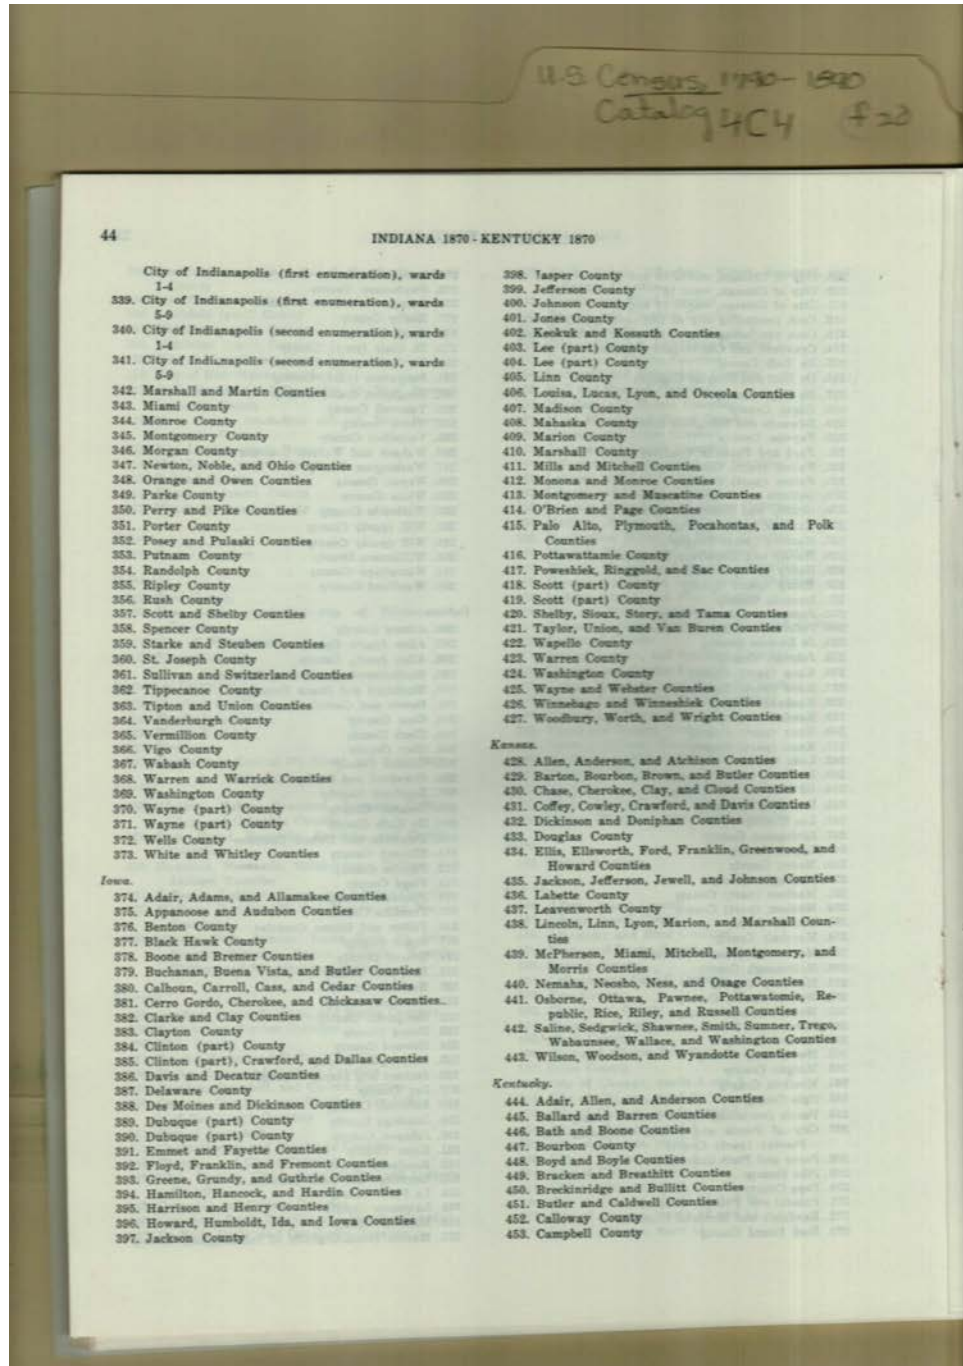 U.S. Census, 1790-1890
Catalog 4C4 f 23
44
INDIANA 1870 - KENTUCKY 1870
City of Indianapolis (first enumeration), wards
1-4
339. City of Indianapolis (first enumeration), wards
5-9
340. City of Indianapolis (second enumeration), wards
1-4
341. City of Indianapolis (second enumeration), wards
5-9
342. Marshall and Martin Counties
343. Miami County
344. Monroe County
345. Montgomery County
346. Morgan County
347. Newton, Noble, and Ohio Counties
348. Orange and Owen Counties
349. Parke County
350. Perry and Pike Counties
351. Porter County
352. Posey and Pulaski Counties
353. Putnam County
354. Randolph County
355. Ripley County
356. Rush County
357. Scott and Shelby Counties
358. Spencer County
359. Starke and Steuben Counties
360. St. Joseph County
361. Sullivan and Switzerland Counties
362. Tippecanoe County
363. Tipton and Union Counties
364. Vanderburgh County
365. Vermillion County
366. Vigo County
367. Wabash County
368. Warren and Warrick Counties
369. Washington County
370. Wayne (part) County
371. Wayne (part) County
372. Wells County
373. White and Whitley Counties
Iowa.
374. Adair, Adams, and Allamakee Counties
375. Appanoose and Audubon Counties
376. Benton County
377. Black Hawk County
378. Boone and Bremer Counties
379. Buchanan, Buena Vista, and Butler Counties
380. Calhoun, Carroll, Cass, and Cedar Counties
381. Cerro Gordo, Cherokee, and Chickasaw Counties
382. Clarke and Clay Counties
383. Clayton County
384. Clinton (part) County
385. Clinton (part), Crawford, and Dallas Counties
386. Davis and Decatur Counties
387. Delaware County
388. Des Moines and Dickinson Counties
389. Dubuque (part) County
390. Dubuque (part) County
391. Emmet and Fayette Counties
392. Floyd, Franklin, and Fremont Counties
393. Greene, Grundy, and Guthrie Counties
394. Hamilton, Hancock, and Hardin Counties
395. Harrison and Henry Counties
396. Howard, Humboldt, Ida, and Iowa Counties
397. Jackson County
398. Jasper County
399. Jefferson County
400. Johnson County
401. Jones County
402. Keokuk and Kossuth Counties
403. Lee (part) County
404. Lee (part) County
405. Linn County
406. Louisa, Lucas, Lyon, and Osceola Counties
407. Madison County
408. Mahaska County
409. Marion County
410. Marshall County
411. Mills and Mitchell Counties
412. Monona and Monroe Counties
413. Montgomery and Muscatine Counties
414. O'Brien and Page Counties
415. Palo Alto, Plymouth, Pocahontas, and Polk
Counties
416. Pottawattamie County
417. Poweshiek, Ringgold, and Sac Counties
418. Scott (part) County
419. Scott (part) County
420. Shelby, Sioux, Story, and Tama Counties
421. Taylor, Union, and Van Buren Counties
422. Wapello County
423. Warren County
424. Washington County
425. Wayne and Webster Counties
426. Winnebago and Winneshiek Counties
427. Woodbury, Worth, and Wright Counties
Kansas.
428. Allen, Anderson, and Atchison Counties
429. Barton, Bourbon, Brown, and Butler Counties
430. Chase, Cherokee, Clay, and Cloud Counties
431. Coffey, Cowley, Crawford, and Davis Counties
432. Dickinson and Doniphan Counties
433. Douglas County
434. Ellis, Ellsworth, Ford, Franklin, Greenwood, and
Howard Counties
435. Jackson, Jefferson, Jewell, and Johnson Counties
436. Labette County
437. Leavenworth County
438. Lincoln, Linn, Lyon, Marion, and Marshall Coun-
ties
439. McPherson, Miami, Mitchell, Montgomery, and
Morris Counties
440. Nemaha, Neosho, Ness, and Osage Counties
441. Osborne, Ottawa, Pawnee, Pottawatomie, Re-
public, Rice, Riley, and Russell Counties
442. Saline, Sedgwick, Shawnee, Smith, Sumner, Trego,
Wabaunsee, Wallace, and Washington Counties
443. Wilson, Woodson, and Wyandotte Counties
Kentucky.
444. Adair, Allen, and Anderson Counties
445. Ballard and Barren Counties
446. Bath and Boone Counties
447. Bourbon County
448. Boyd and Boyle Counties
449. Bracken and Breathitt Counties
450. Breckinridge and Bullitt Counties
451. Butler and Caldwell Counties
452. Calloway County
453. Campbell County